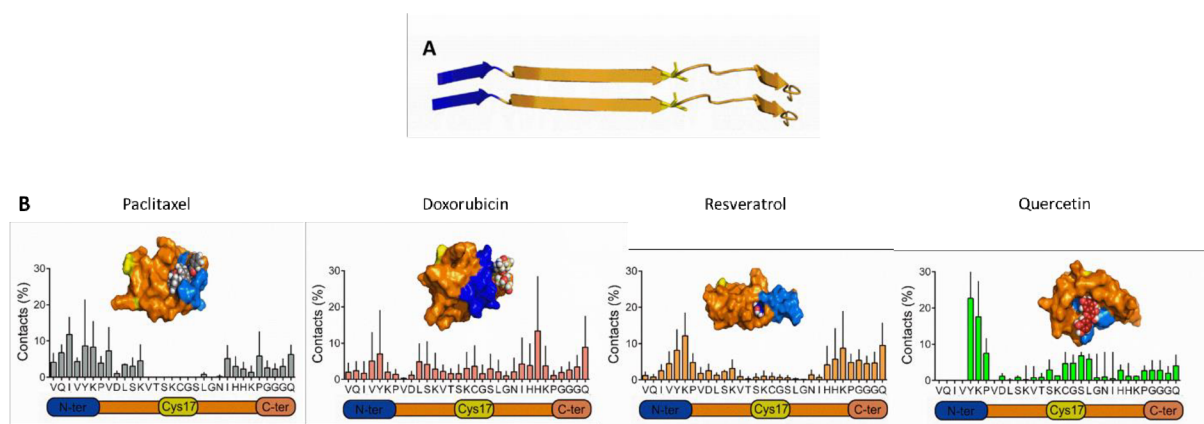 A
B
Paclitaxel
Contacts (%)
30
20
10
0
VQIVYKPVDLSKVTSKCGSLGNIHHKPGGGQ
N-ter Cys17 C-ter
Doxorubicin
Contacts (%)
30
20
10
0
VQIVYKPVDLSKVTSKCGSLGNIHHKPGGGQ
N-ter Cys17 C-ter
Resveratrol
Contacts (%)
30
20
10
0
VQIVYKPVDLSKVTSKCGSLGNIHHKPGGGQ
N-ter Cys17 C-ter
Quercetin
Contacts (%)
30
20
10
0
VQIVYKPVDLSKVTSKCGSLGNIHHKPGGGQ
N-ter Cys17 C-ter